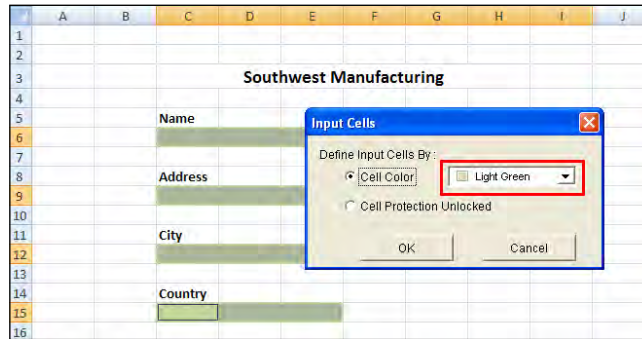 A B C D E F G H I J
1
2
3 Southwest Manufacturing
4
5 Name
Input Cells
6
Define Input Cells By :
7
8 Address
Cell Color Light Green
9
Cell Protection Unlocked
10
11 City
OK Cancel
12
13
14 Country
15
16